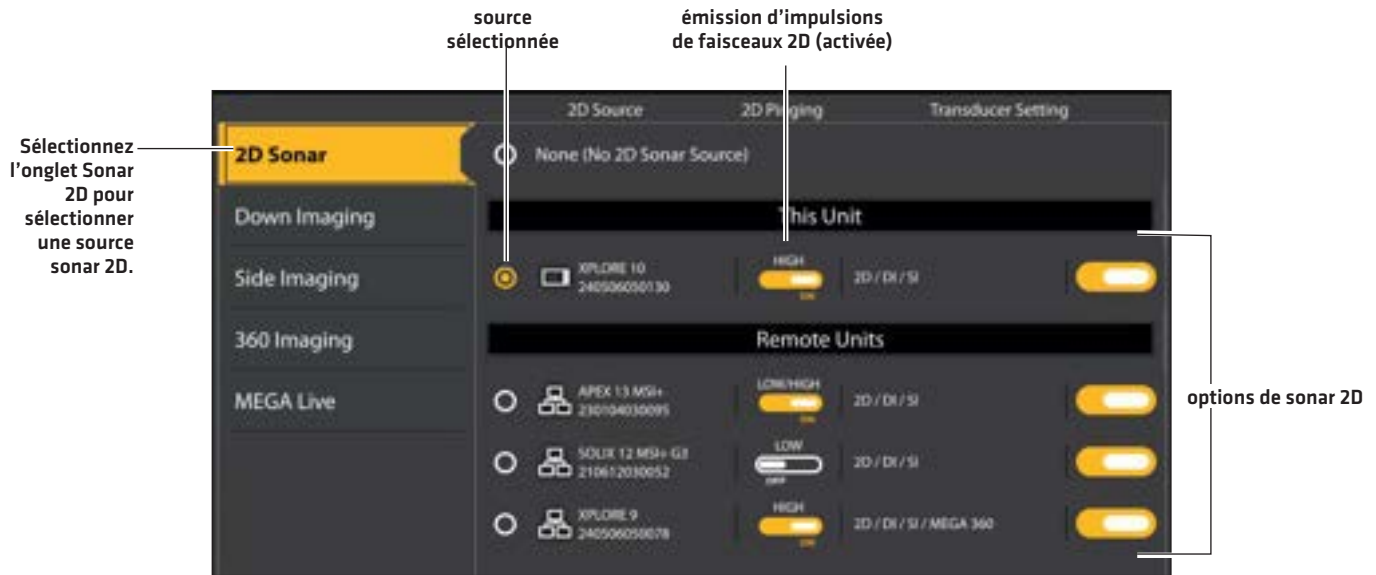 source
sélectionnée
émission d’impulsions
de faisceaux 2D (activée)
Sélectionnez
l’onglet Sonar
2D pour
sélectionner
une source
sonar 2D.
2D Source 2D Pinging Transducer Setting
2D Sonar
None (No 2D Sonar Source)
Down Imaging
This Unit
Side Imaging
XPLORE 10
240506050130
HIGH
ON
2D / DI / SI
360 Imaging
Remote Units
MEGA Live
APEX 13 MSI+
230104030095
LOW/HIGH
ON
2D / DI / SI
SOLIX 12 MSI+ G3
210612030052
LOW
OFF
2D / DI / SI
XPLORE 9
240506050078
HIGH
ON
2D / DI / SI / MEGA 360
options de sonar 2D